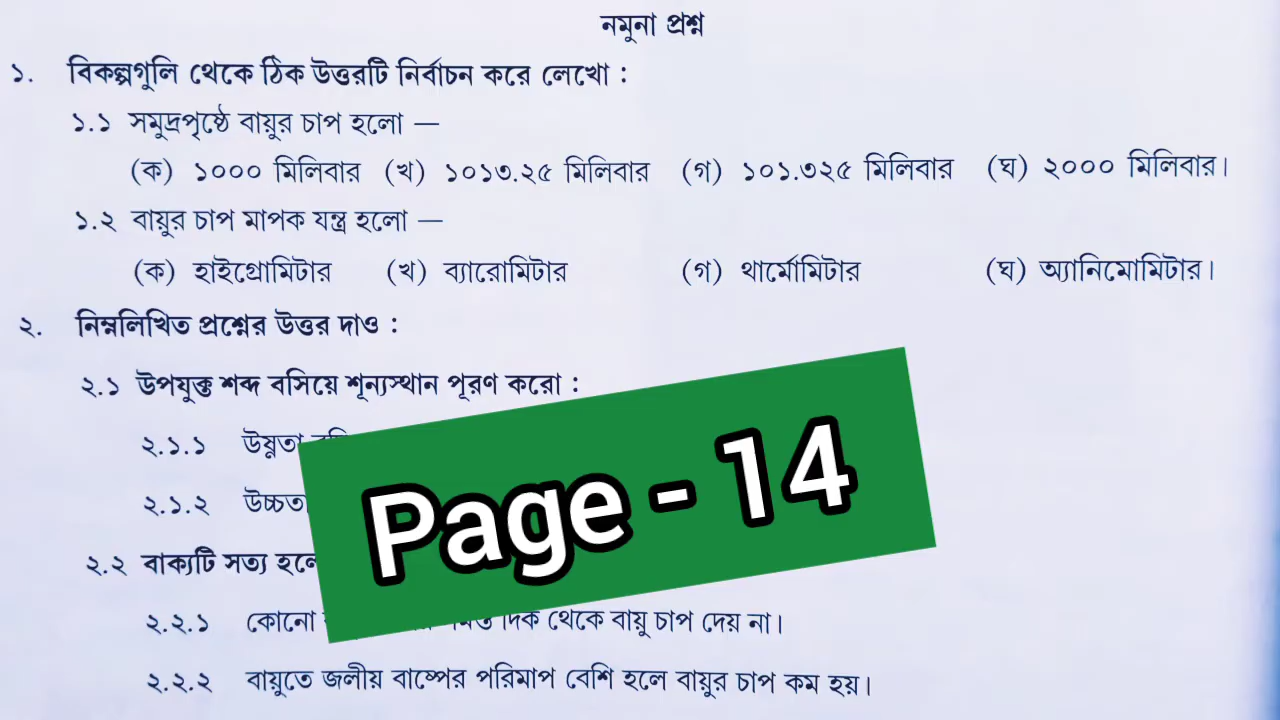 নমুনা প্রশ্ন
১. বিকল্পগুলি থেকে ঠিক উত্তরটি নির্বাচন করে লেখো :
১.১ সমুদ্রপৃষ্ঠে বায়ুর চাপ হলো —
(ক) ১০০০ মিলিবার (খ) ১০১৩.২৫ মিলিবার (গ) ১০১.৩২৫ মিলিবার (ঘ) ২০০০ মিলিবার।
১.২ বায়ুর চাপ মাপক যন্ত্র হলো —
(ক) হাইগ্রোমিটার (খ) ব্যারোমিটার (গ) থার্মোমিটার (ঘ) অ্যানিমোমিটার।
২. নিম্নলিখিত প্রশ্নের উত্তর দাও :
২.১ উপযুক্ত শব্দ বসিয়ে শূন্যস্থান পূরণ করো :
২.১.১ উষ্ণতা
২.১.২
Page - 14
২.২ বাক্যটি সত্য
২.২.১ কোনো দিক থেকে বায়ু চাপ দেয় না।
২.২.২ বায়ুতে জলীয় বাষ্পের পরিমাপ বেশি হলে বায়ুর চাপ কম হয়।